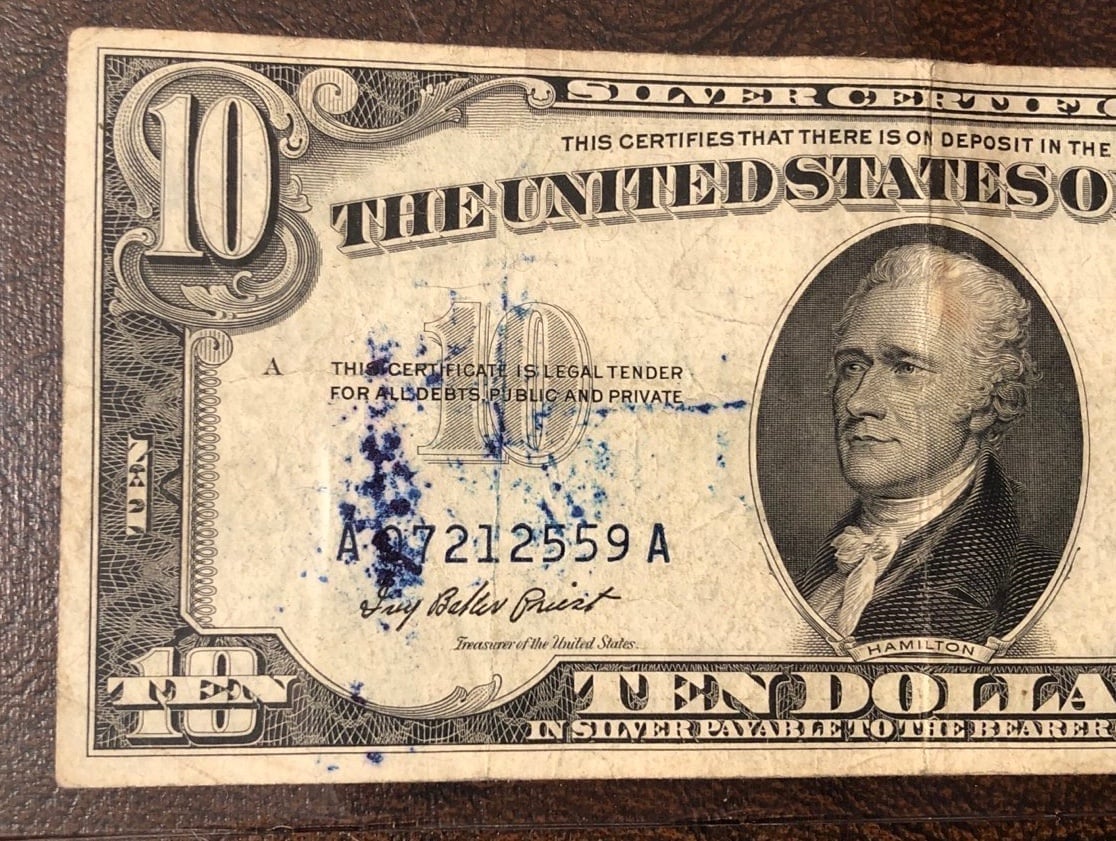 10
SILVER CERTIFIC
THIS CERTIFIES THAT THERE IS ON DEPOSIT IN THE
THE UNITED STATES O
10
A
THIS CERTIFICATE IS LEGAL TENDER
FOR ALL DEBTS, PUBLIC AND PRIVATE
TEN
A 07212559 A
Ivy Baker Priest
Treasurer of the United States.
HAMILTON
10
TEN
TEN DOLLA
IN SILVER PAYABLE TO THE BEARER